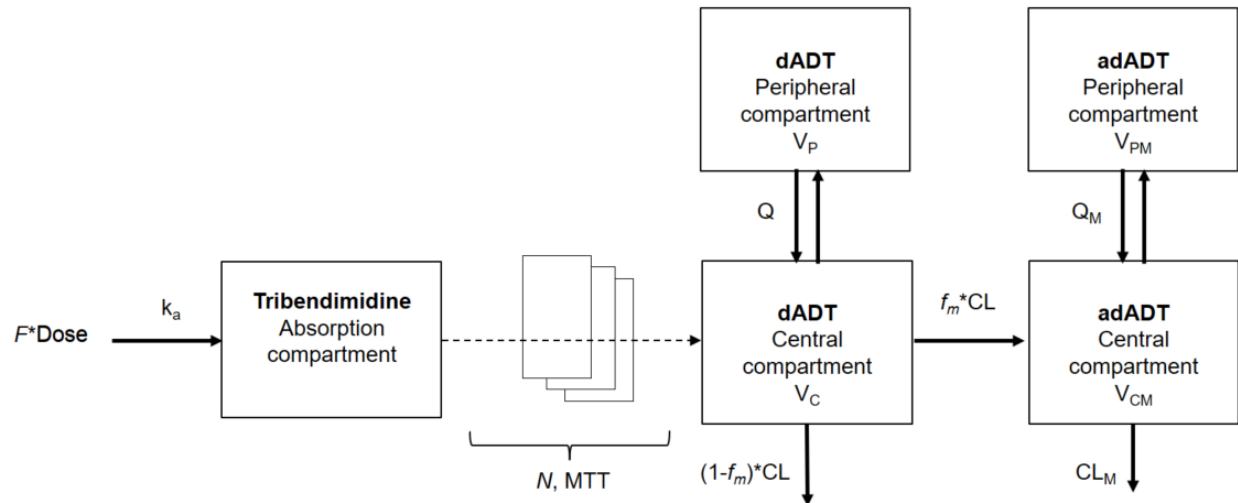 dADT
Peripheral
compartment
V_P
adADT
Peripheral
compartment
V_PM
Q
Q_M
F*Dose
k_a
Tribendimidine
Absorption
compartment
N, MTT
dADT
Central
compartment
V_C
f_m*CL
adADT
Central
compartment
V_CM
(1-f_m)*CL
CL_M